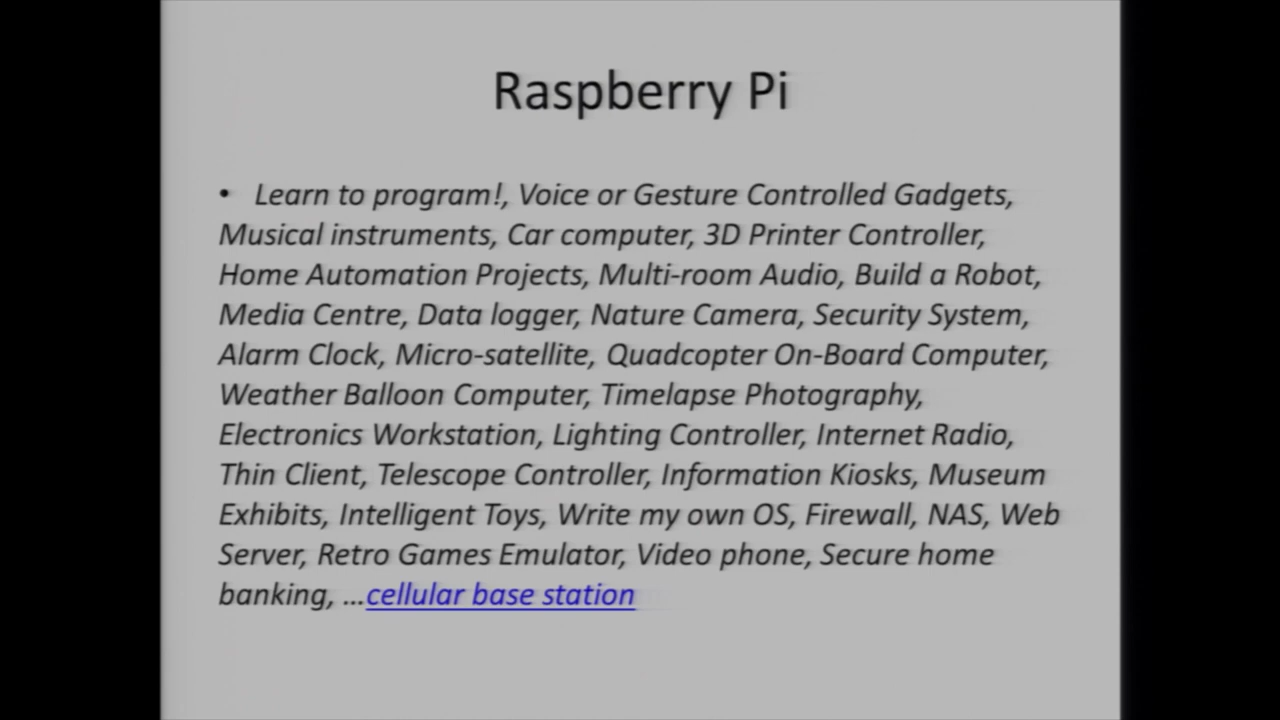 Raspberry Pi
• Learn to program!, Voice or Gesture Controlled Gadgets,
Musical instruments, Car computer, 3D Printer Controller,
Home Automation Projects, Multi-room Audio, Build a Robot,
Media Centre, Data logger, Nature Camera, Security System,
Alarm Clock, Micro-satellite, Quadcopter On-Board Computer,
Weather Balloon Computer, Timelapse Photography,
Electronics Workstation, Lighting Controller, Internet Radio,
Thin Client, Telescope Controller, Information Kiosks, Museum
Exhibits, Intelligent Toys, Write my own OS, Firewall, NAS, Web
Server, Retro Games Emulator, Video phone, Secure home
banking, ...cellular base station